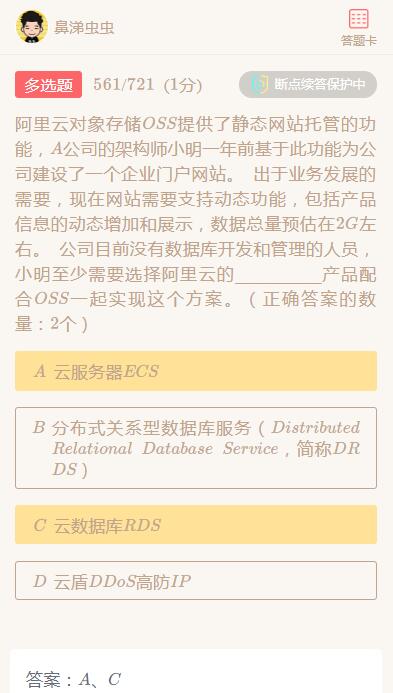 鼻涕虫虫
答题卡
多选题 561/721 (1分)
断点续答保护中
阿里云对象存储OSS提供了静态网站托管的功
能，A公司的架构师小明一年前基于此功能为公
司建设了一个企业门户网站。 出于业务发展的
需要，现在网站需要支持动态功能，包括产品
信息的动态增加和展示，数据总量预估在2G左
右。 公司目前没有数据库开发和管理的人员，
小明至少需要选择阿里云的__________产品配
合OSS一起实现这个方案。（正确答案的数
量：2个）
A 云服务器ECS
B 分布式关系型数据库服务（Distributed
Relational Database Service，简称DR
DS）
C 云数据库RDS
D 云盾DDoS高防IP
答案：A、C